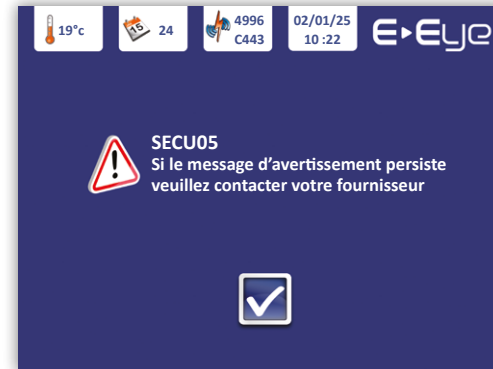 19°c
24
4996
C443
02/01/25
10 :22
E-Eye
15
SECU05
Si le message d'avertissement persiste
veuillez contacter votre fournisseur